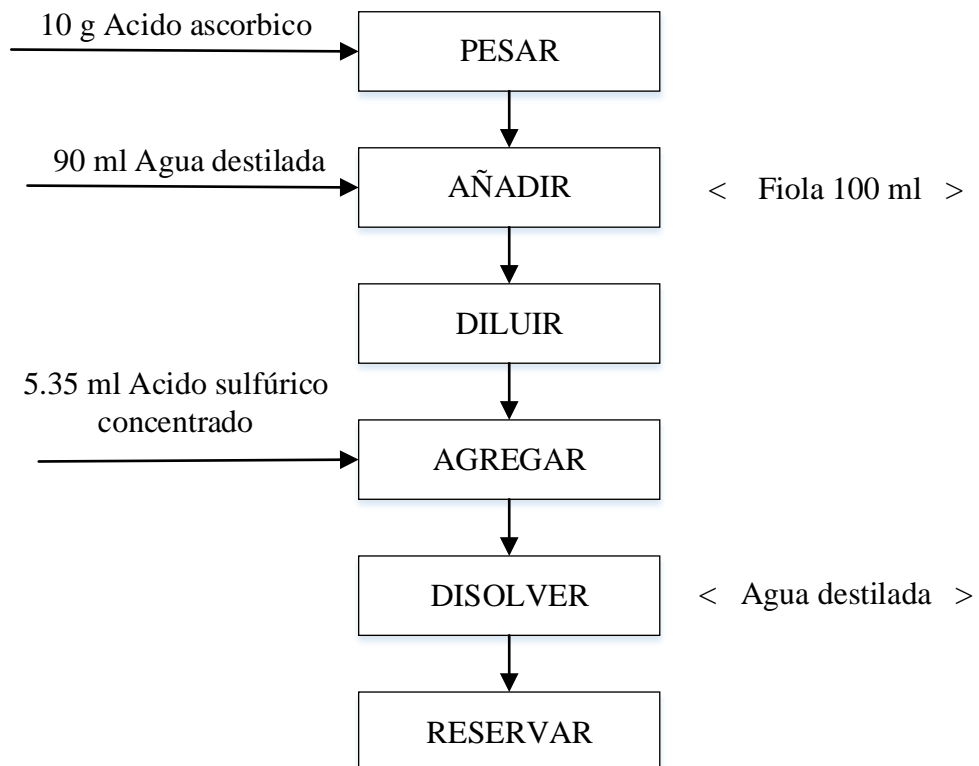 10 g Acido ascorbico
PESAR
90 ml Agua destilada
AÑADIR
< Fiola 100 ml >
DILUIR
5.35 ml Acido sulfúrico
concentrado
AGREGAR
DISOLVER
< Agua destilada >
RESERVAR